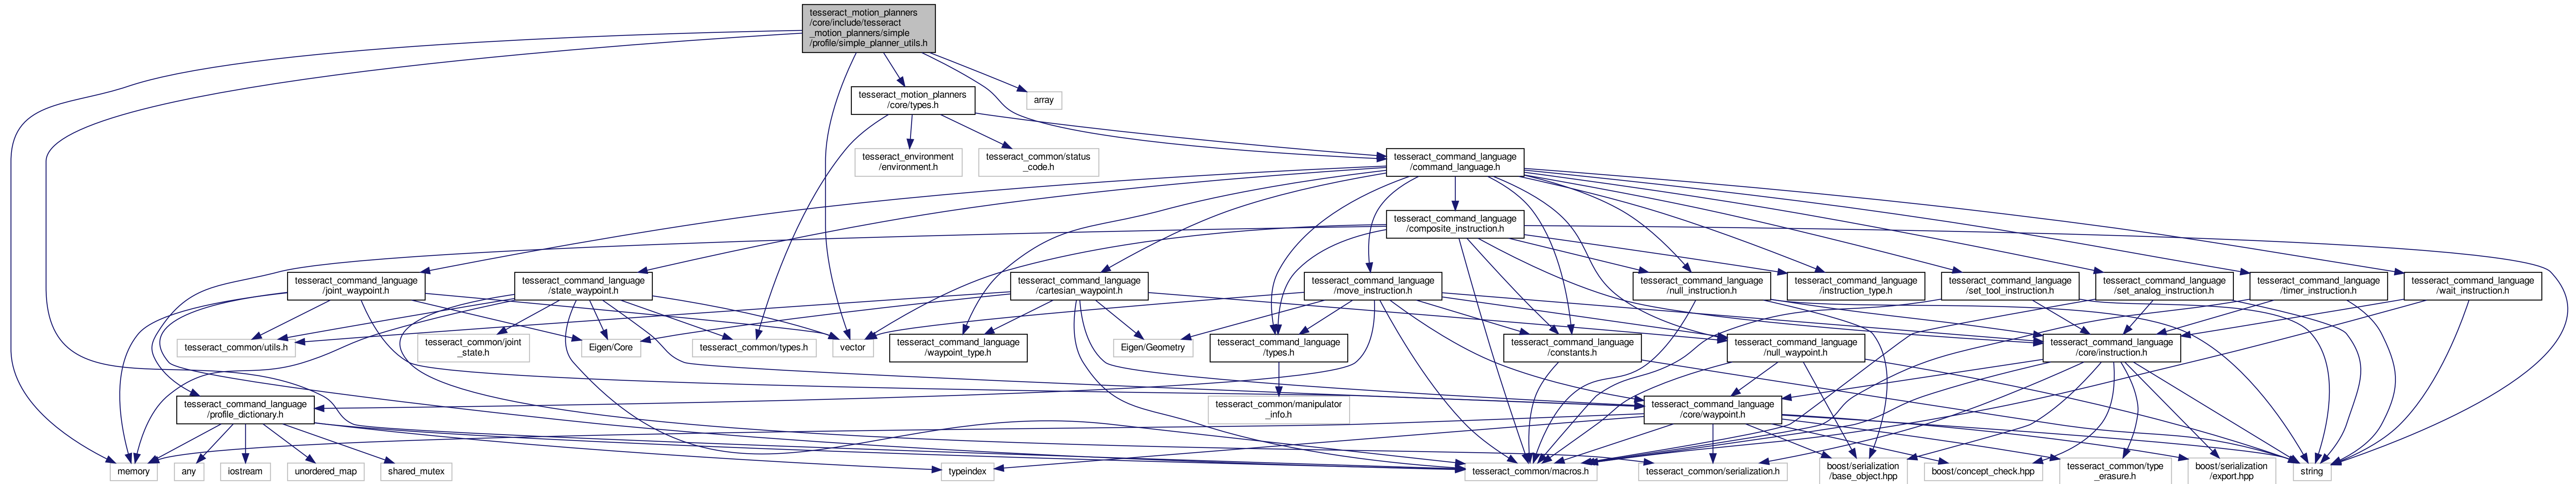 tesseract_motion_planners
/core/include/tesseract
_motion_planners/simple
/profile/simple_planner_utils.h
tesseract_motion_planners
/core/types.h
array
tesseract_environment
/environment.h
tesseract_common/status
_code.h
tesseract_command_language
/command_language.h
tesseract_command_language
/composite_instruction.h
tesseract_command_language
/joint_waypoint.h
tesseract_command_language
/state_waypoint.h
tesseract_command_language
/cartesian_waypoint.h
tesseract_command_language
/move_instruction.h
tesseract_command_language
/null_instruction.h
tesseract_command_language
/instruction_type.h
tesseract_command_language
/set_tool_instruction.h
tesseract_command_language
/set_analog_instruction.h
tesseract_command_language
/timer_instruction.h
tesseract_command_language
/wait_instruction.h
tesseract_common/utils.h
tesseract_common/joint
_state.h
Eigen/Core
tesseract_common/types.h
vector
tesseract_command_language
/waypoint_type.h
Eigen/Geometry
tesseract_command_language
/types.h
tesseract_command_language
/constants.h
tesseract_command_language
/null_waypoint.h
tesseract_command_language
/core/instruction.h
tesseract_command_language
/profile_dictionary.h
tesseract_common/manipulator
_info.h
tesseract_command_language
/core/waypoint.h
memory
any
iostream
unordered_map
shared_mutex
typeindex
tesseract_common/macros.h
tesseract_common/serialization.h
boost/serialization
/base_object.hpp
boost/concept_check.hpp
tesseract_common/type
_erasure.h
boost/serialization
/export.hpp
string